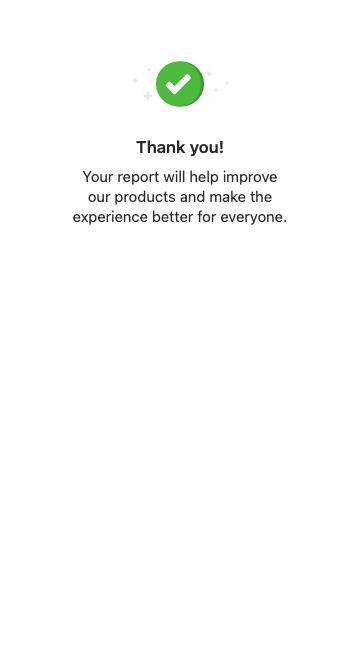 Thank you!
Your report will help improve
our products and make the
experience better for everyone.